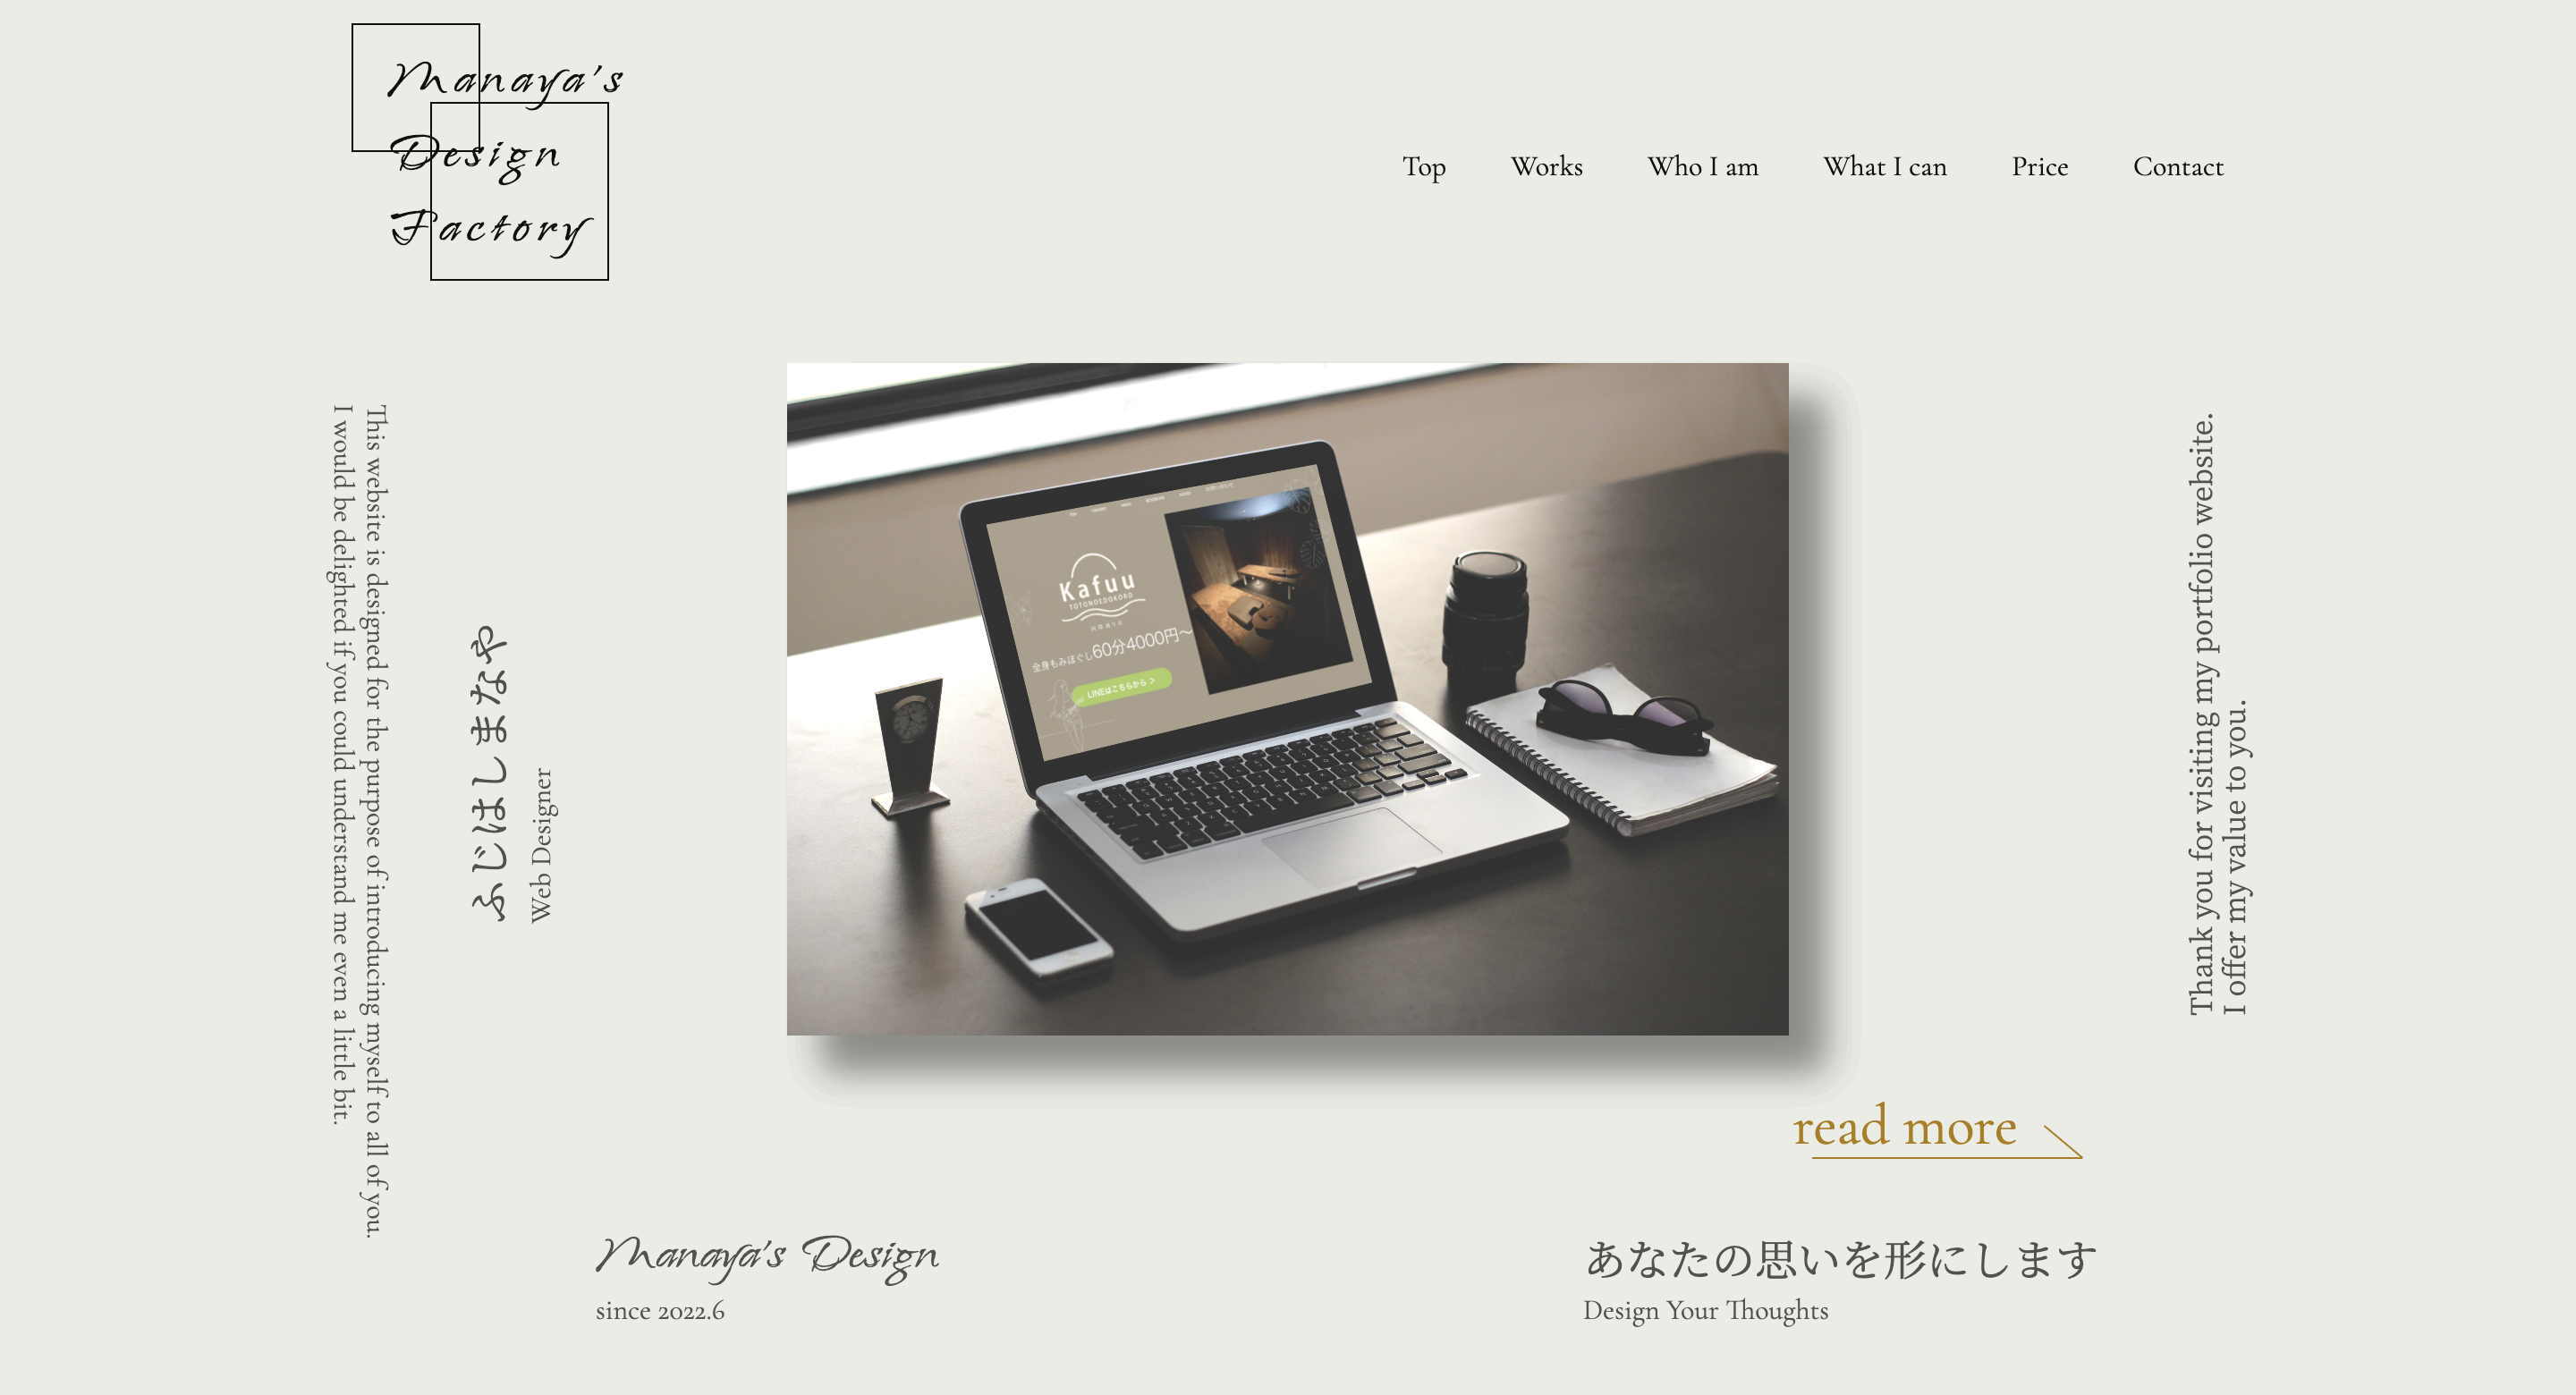 Manaya's
Design
Factory
Top
Works
Who I am
What I can
Price
Contact
This website is designed for the purpose of introducing myself to all of you.
I would be delighted if you could understand me even a little bit.
ふじはしまなや
Web Designer
Kafuu
TOTONOEDOKORO
全身もみほぐし60分4000円〜
LINEはこちらから >
Thank you for visiting my portfolio website.
I offer my value to you.
read more
Manaya's Design
since 2022.6
あなたの思いを形にします
Design Your Thoughts